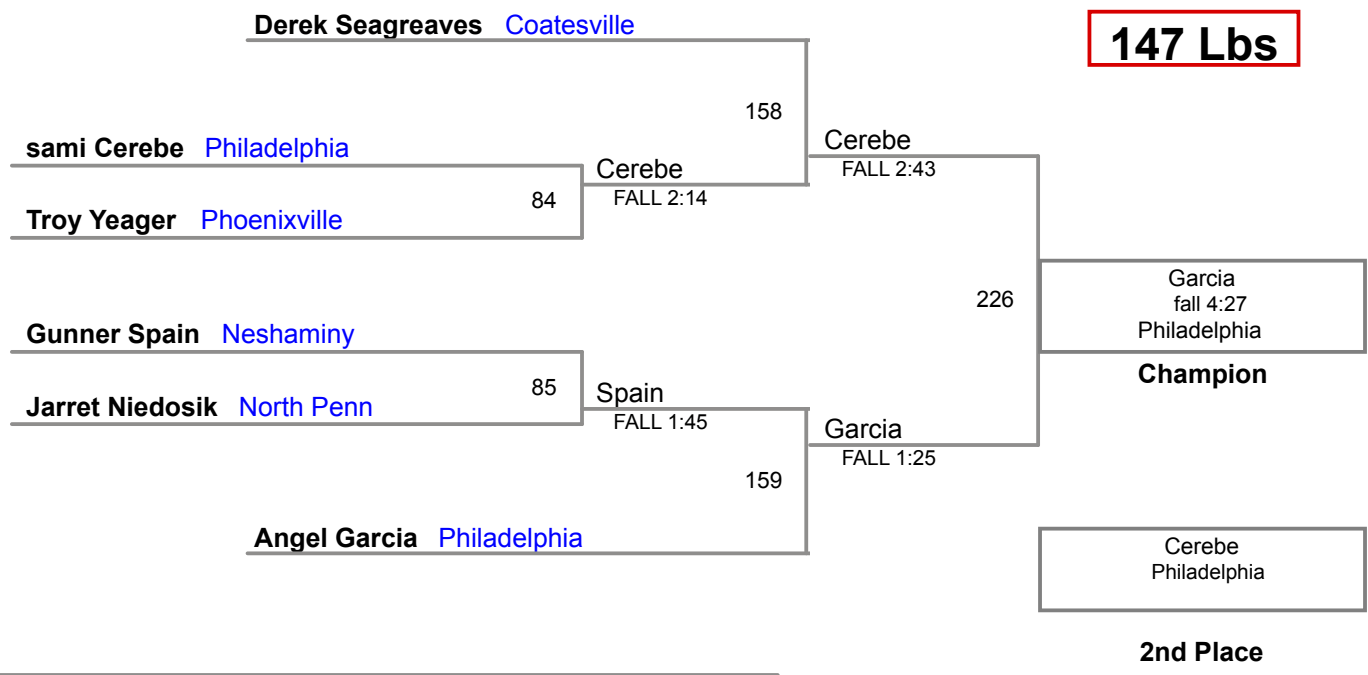 Derek Seagreaves Coatesville
147 Lbs
158
sami Cerebe Philadelphia
Cerebe
FALL 2:43
Cerebe
FALL 2:14
84
Troy Yeager Phoenixville
226
Garcia
fall 4:27
Philadelphia
Champion
Gunner Spain Neshaminy
85
Spain
FALL 1:45
Jarret Niedosik North Penn
Garcia
FALL 1:25
159
Angel Garcia Philadelphia
Cerebe
Philadelphia
2nd Place